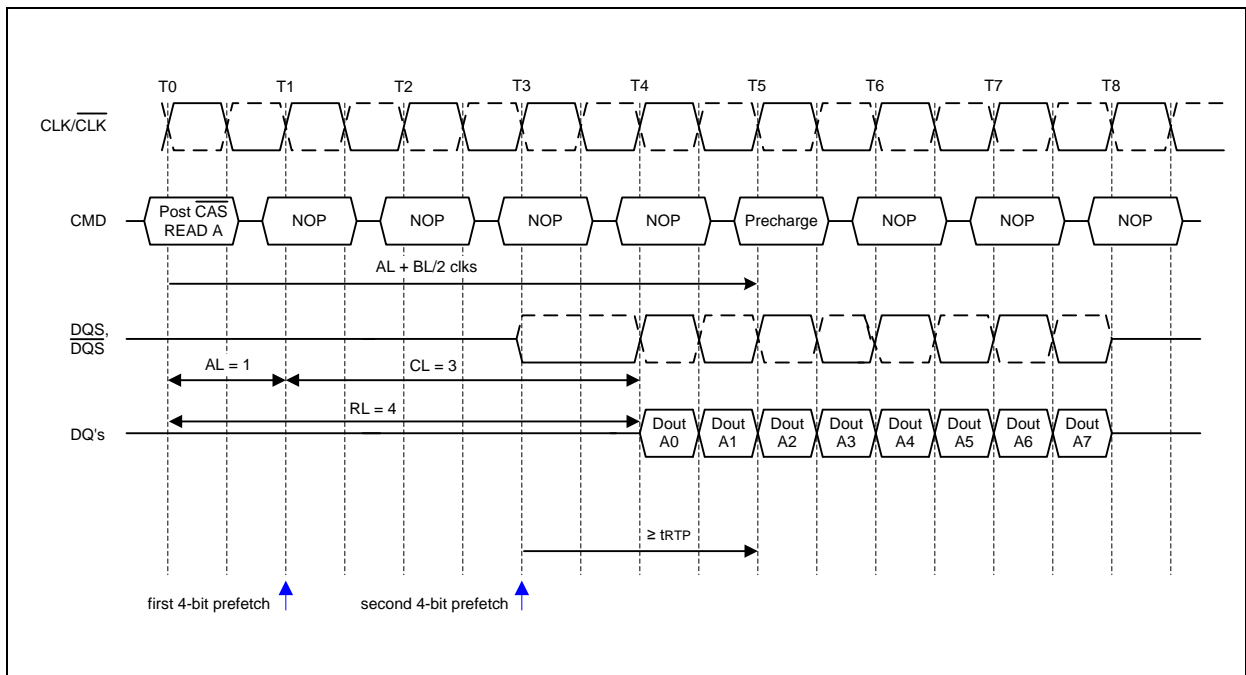 T0 T1 T2 T3 T4 T5 T6 T7 T8
CLK/CLK
CMD
Post CAS
READ A
NOP NOP NOP NOP Precharge NOP NOP NOP
AL + BL/2 clks
DQS,
DQS
AL = 1 CL = 3
RL = 4
DQ's
Dout Dout Dout Dout Dout Dout Dout Dout
A0 A1 A2 A3 A4 A5 A6 A7
≥ tRTP
first 4-bit prefetch second 4-bit prefetch